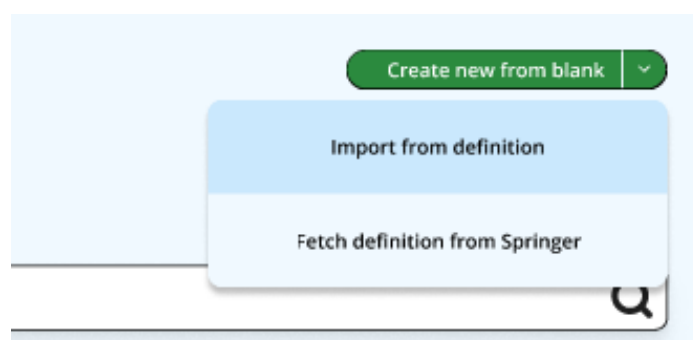 Create new from blank
Import from definition
Fetch definition from Springer